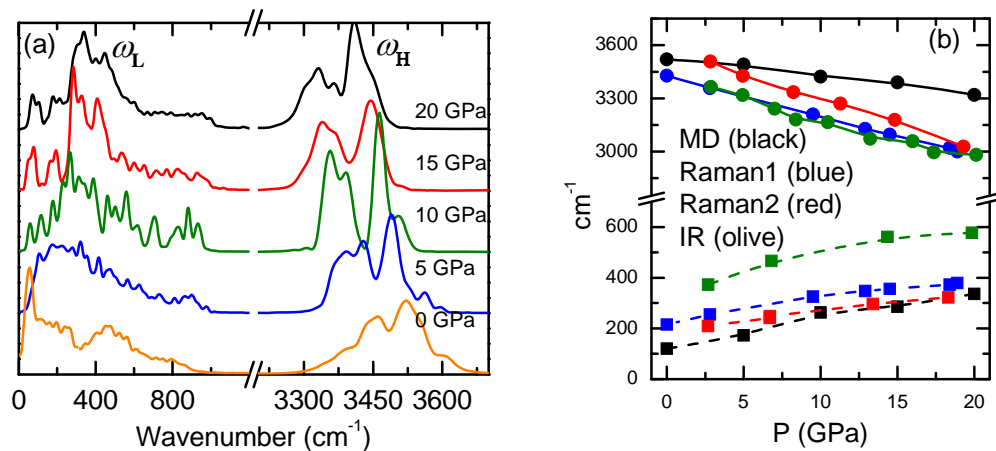 (a)
ω_L
ω_H
20 GPa
15 GPa
10 GPa
5 GPa
0 GPa
0 400 800 3300 3450 3600
Wavenumber (cm⁻¹)
(b)
3600
3300
3000
600
400
200
0
cm⁻¹
MD (black)
Raman1 (blue)
Raman2 (red)
IR (olive)
0 5 10 15 20
P (GPa)